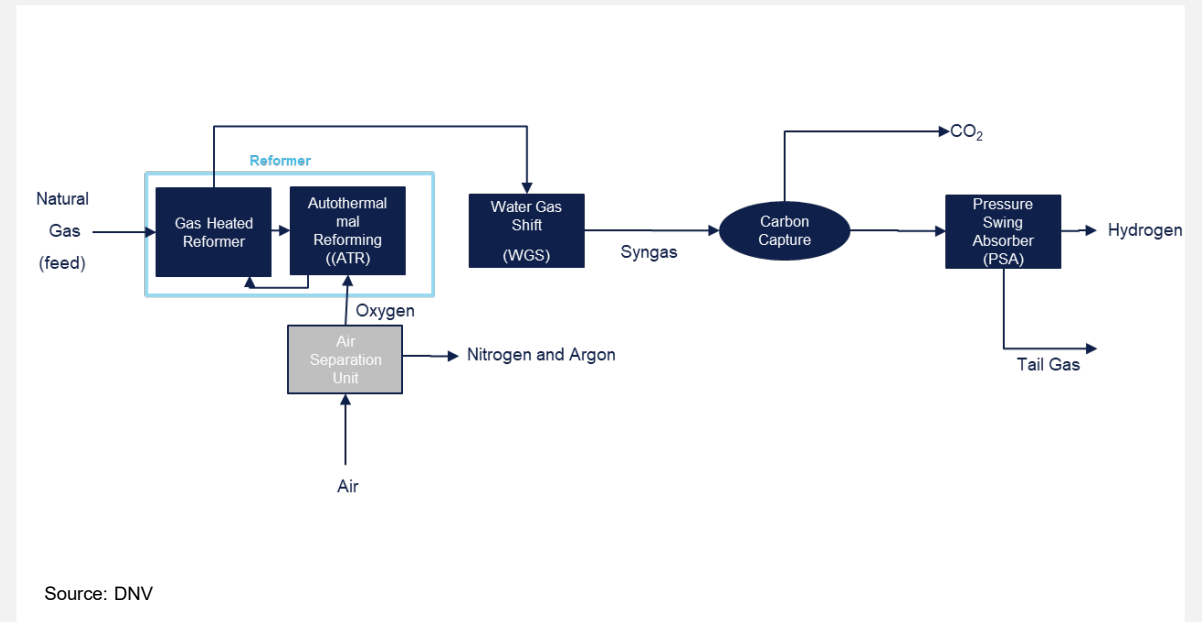 CO2
Reformer
Natural
Gas
(feed)
Gas Heated
Reformer
Autothermal
mal
Reforming
((ATR)
Water Gas
Shift
(WGS)
Syngas
Carbon
Capture
Pressure
Swing
Absorber
(PSA)
Hydrogen
Oxygen
Air
Separation
Unit
Nitrogen and Argon
Tail Gas
Air
Source: DNV